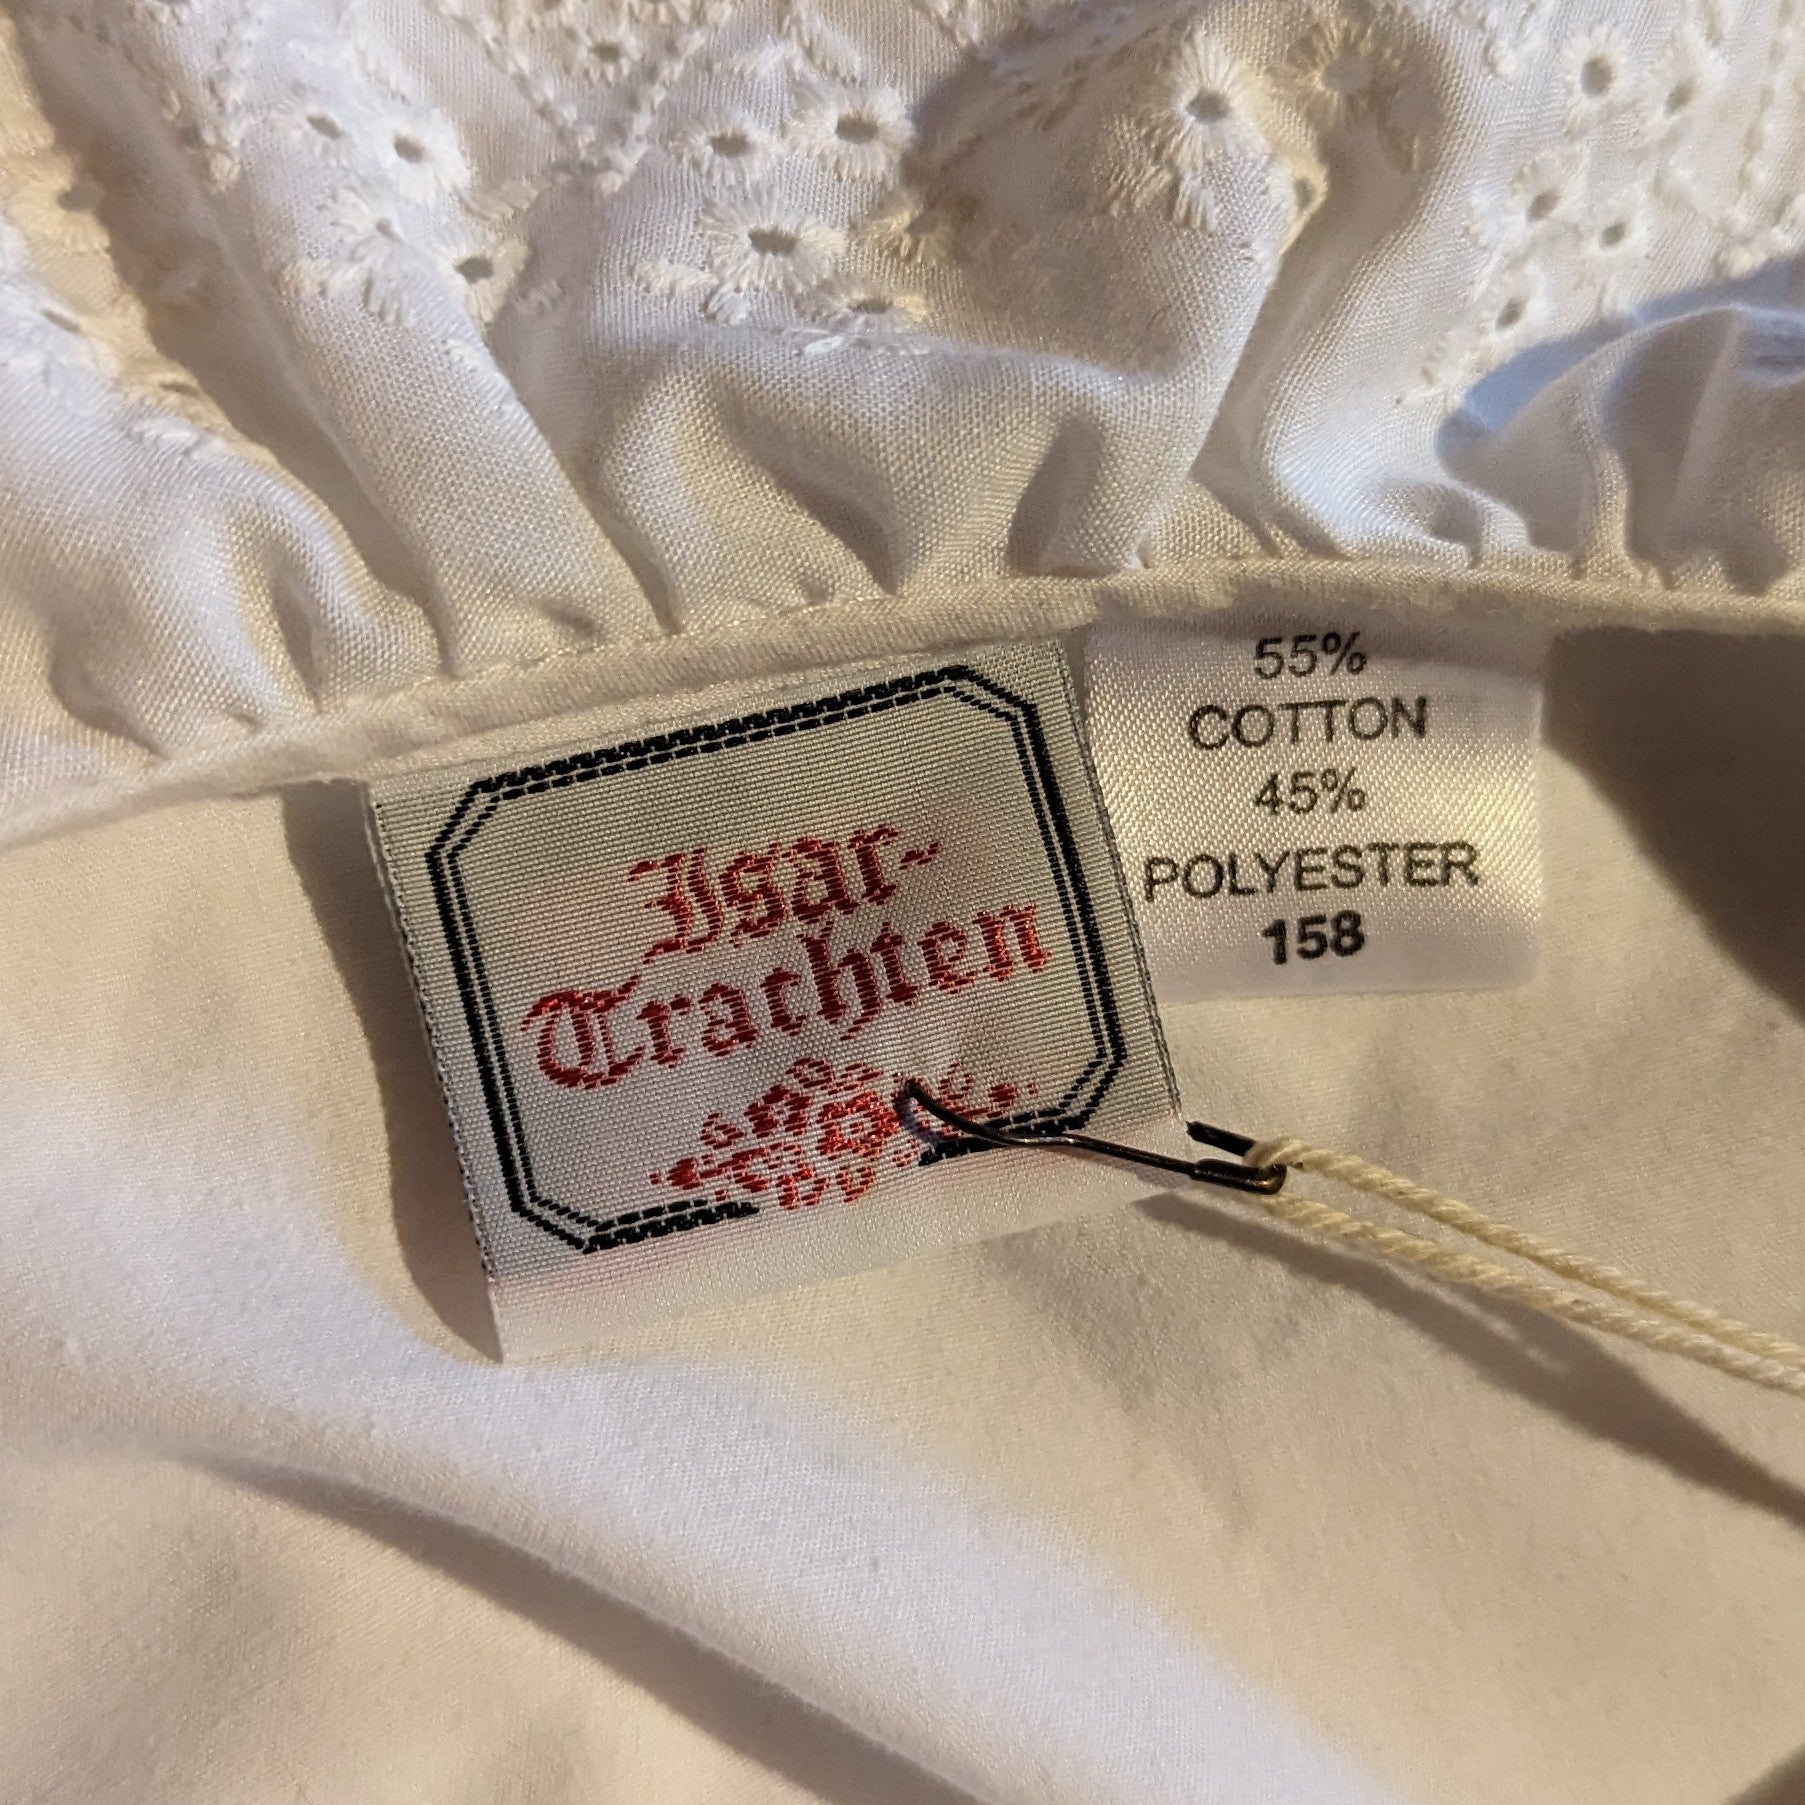 Isar-
Trachten
55%
COTTON
45%
POLYESTER
158